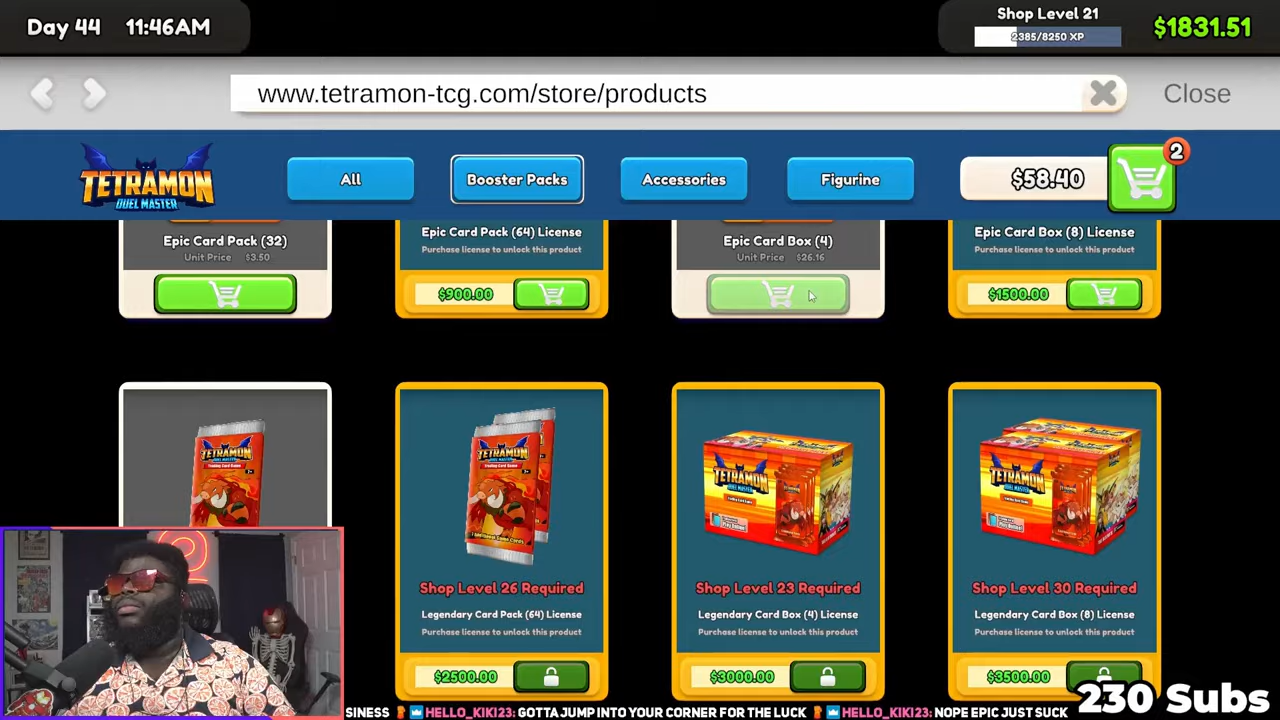 Day 44 11:46AM
Shop Level 21
2385/8250 XP
$1831.51
www.tetramon-tcg.com/store/products
Close
TETRAMON
DUEL MASTER
All
Booster Packs
Accessories
Figurine
$58.40
2
Epic Card Pack (32)
Unit Price $3.50
Epic Card Pack (64) License
Purchase license to unlock this product
$900.00
Epic Card Box (4)
Unit Price $26.16
Epic Card Box (8) License
Purchase license to unlock this product
$1500.00
TETRAMON
TETRAMON
TETRAMON
TETRAMON
Shop Level 26 Required
Legendary Card Pack (64) License
Purchase license to unlock this product
$2500.00
Shop Level 23 Required
Legendary Card Box (4) License
Purchase license to unlock this product
$3000.00
Shop Level 30 Required
Legendary Card Box (8) License
Purchase license to unlock this product
$3500.00
230 Subs
SINESS HELLO_KIKI23: GOTTA JUMP INTO YOUR CORNER FOR THE LUCK HELLO_KIKI23: NOPE EPIC JUST SUCK